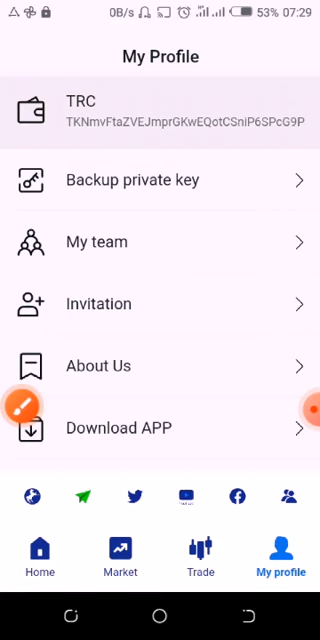 0B/s 53% 07:29
My Profile
TRC
TKNmvFtaZVEJmprGKwEQotCSniP6SPcG9P
Backup private key
My team
Invitation
About Us
Download APP
Home Market Trade My profile